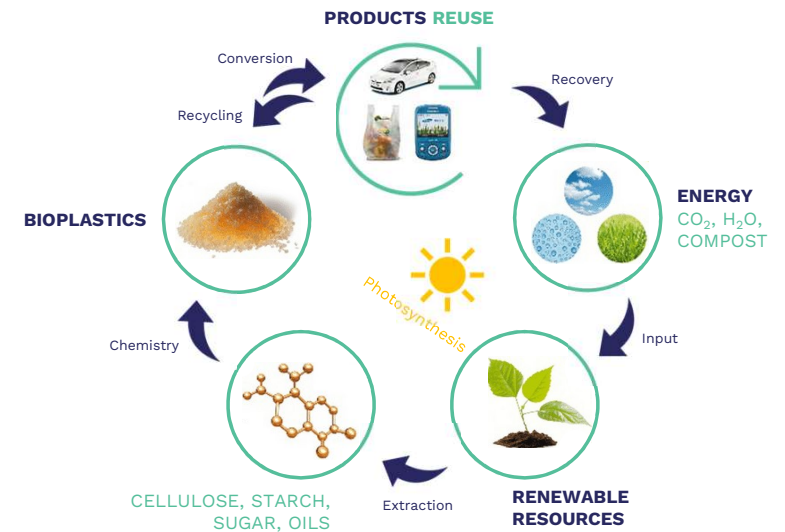 PRODUCTS REUSE
Conversion
Recycling
Recovery
BIOPLASTICS
ENERGY
CO₂, H₂O,
COMPOST
Photosynthesis
Chemistry
Input
CELLULOSE, STARCH,
SUGAR, OILS
Extraction
RENEWABLE
RESOURCES